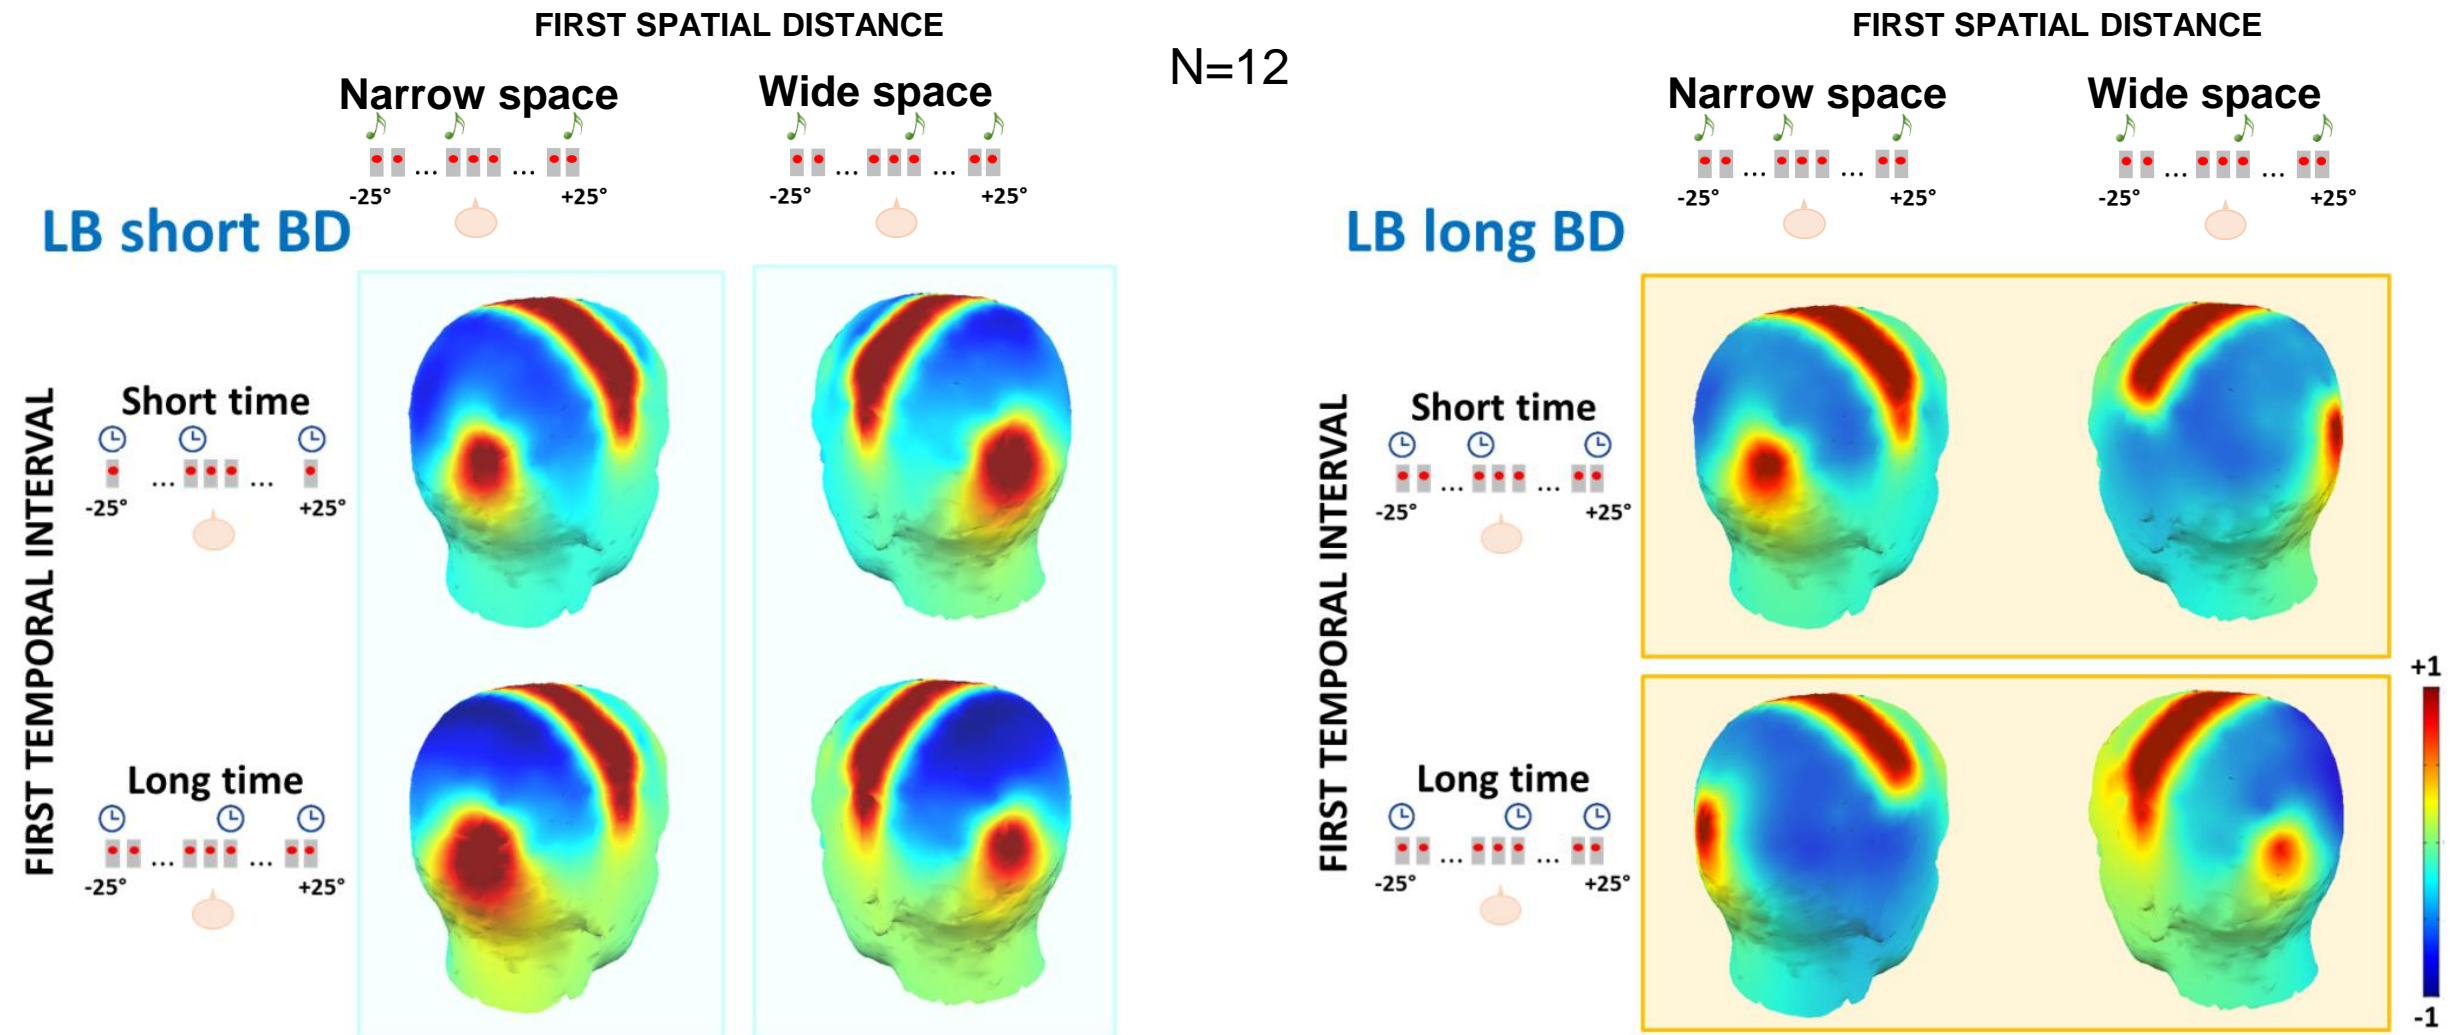 FIRST SPATIAL DISTANCE
Narrow space
Wide space
-25°
...
...
+25°
-25°
...
...
+25°
LB short BD
N=12
FIRST TEMPORAL INTERVAL
Short time
...
...
-25°
+25°
Long time
...
...
-25°
+25°
FIRST SPATIAL DISTANCE
Narrow space
Wide space
...
...
-25°
+25°
...
...
-25°
+25°
LB long BD
FIRST TEMPORAL INTERVAL
Short time
...
...
-25°
+25°
Long time
...
...
-25°
+25°
+1
-1